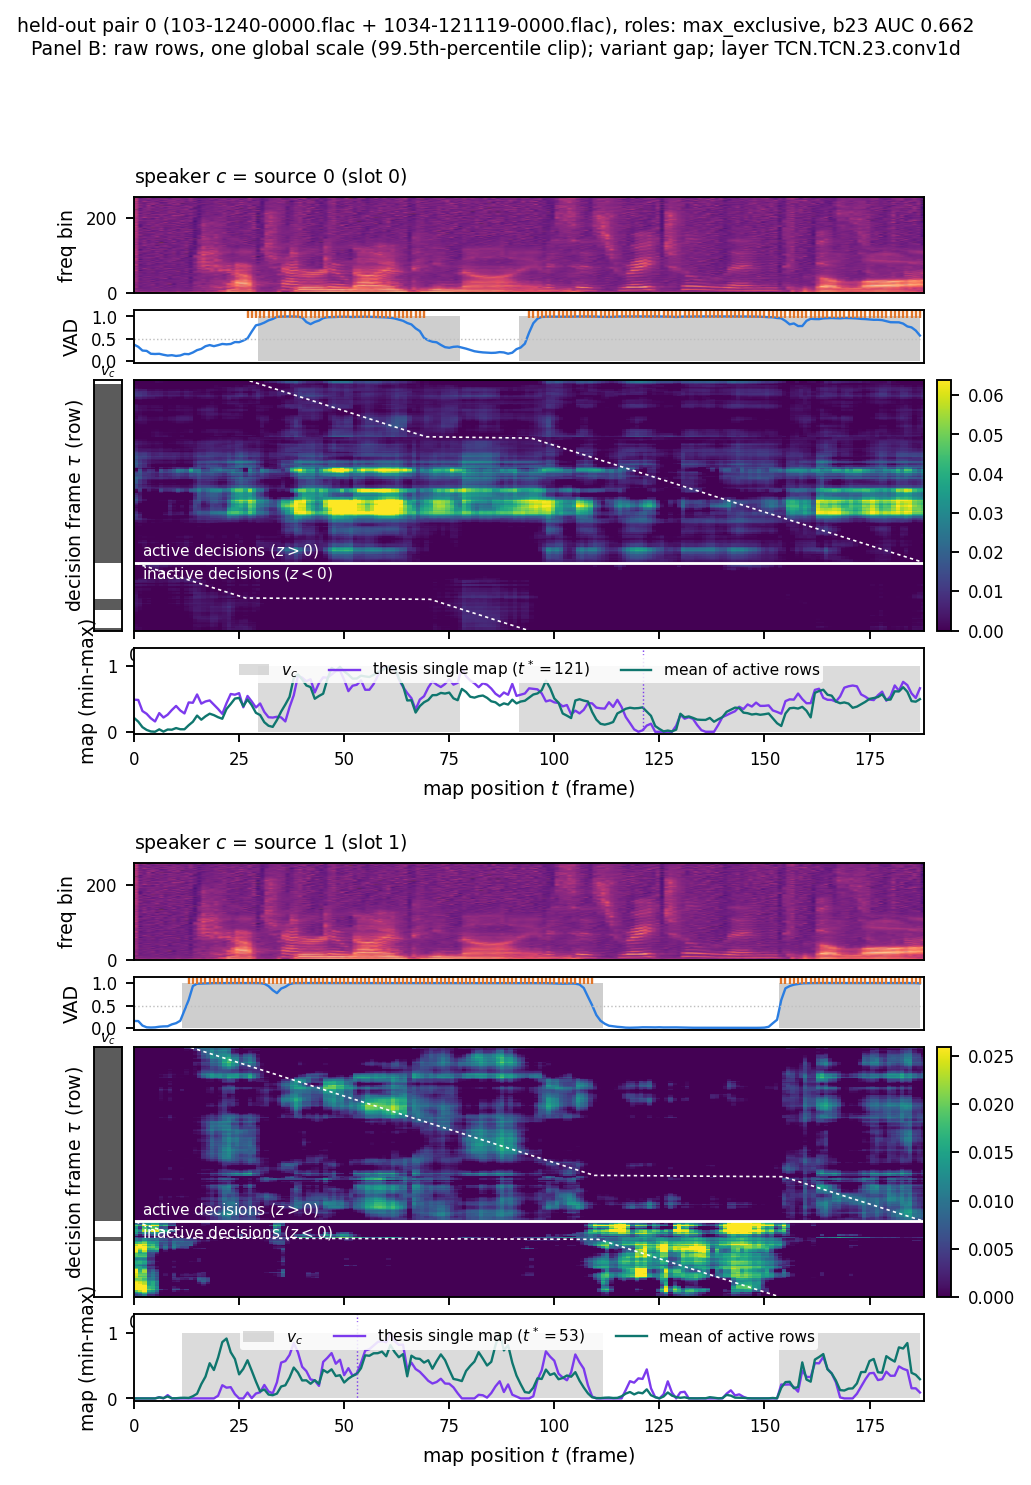 held-out pair 0 (103-1240-0000.flac + 1034-121119-0000.flac), roles: max_exclusive, b23 AUC 0.662
Panel B: raw rows, one global scale (99.5th-percentile clip); variant gap; layer TCN.TCN.23.conv1d
speaker c = source 0 (slot 0)
freq bin
200
0
VAD
1.0
0.5
0.0
v_c
decision frame τ (row)
active decisions (z > 0)
inactive decisions (z < 0)
0.06
0.05
0.04
0.03
0.02
0.01
0.00
map (min-max)
1
0
v_c
thesis single map (t* = 121)
mean of active rows
0 25 50 75 100 125 150 175
map position t (frame)
speaker c = source 1 (slot 1)
freq bin
200
0
VAD
1.0
0.5
0.0
v_c
decision frame τ (row)
active decisions (z > 0)
inactive decisions (z < 0)
0.025
0.020
0.015
0.010
0.005
0.000
map (min-max)
1
0
v_c
thesis single map (t* = 53)
mean of active rows
0 25 50 75 100 125 150 175
map position t (frame)